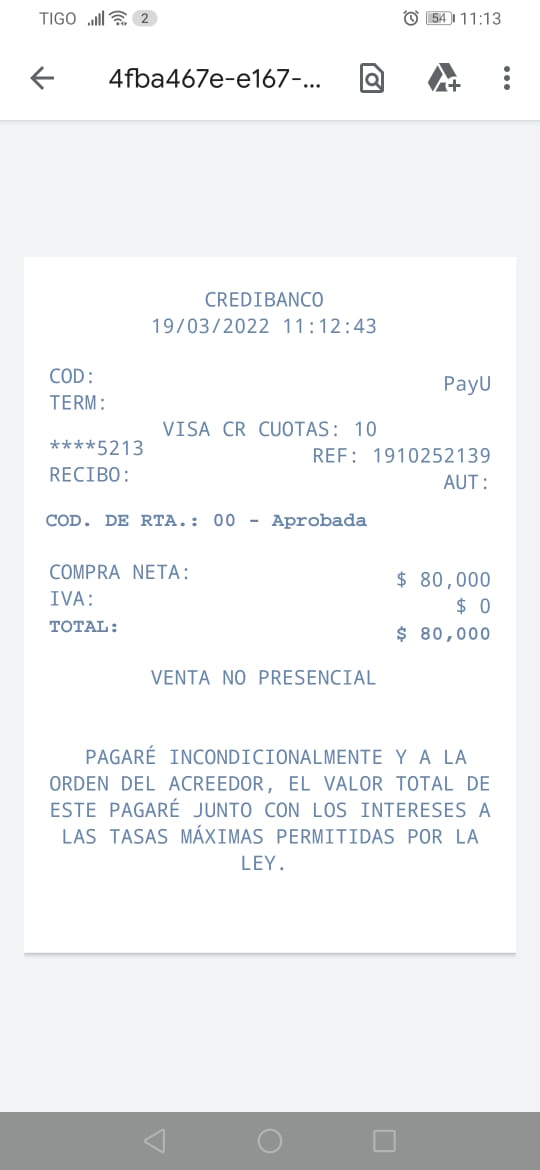 TIGO 2 54 11:13
4fba467e-e167-...
CREDIBANCO
19/03/2022 11:12:43
COD:
PayU
TERM:
VISA CR CUOTAS: 10
****5213
REF: 1910252139
RECIBO:
AUT:
COD. DE RTA.: 00 - Aprobada
COMPRA NETA: $ 80,000
IVA: $ 0
TOTAL: $ 80,000
VENTA NO PRESENCIAL
PAGARÉ INCONDICIONALMENTE Y A LA
ORDEN DEL ACREEDOR, EL VALOR TOTAL DE
ESTE PAGARÉ JUNTO CON LOS INTERESES A
LAS TASAS MÁXIMAS PERMITIDAS POR LA
LEY.